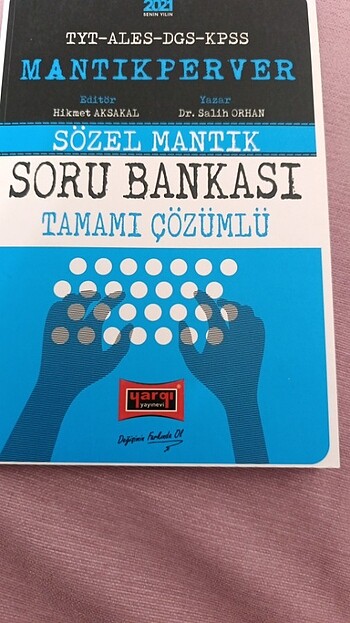 2021
SENİN YILIN
TYT-ALES-DGS-KPSS
MANTIKPERVER
Editör Yazar
Hikmet AKSAKAL Dr. Salih ORHAN
SÖZEL MANTIK
SORU BANKASI
TAMAMI ÇÖZÜMLÜ
yargı
yayınevi
Değişimin Farkında Ol